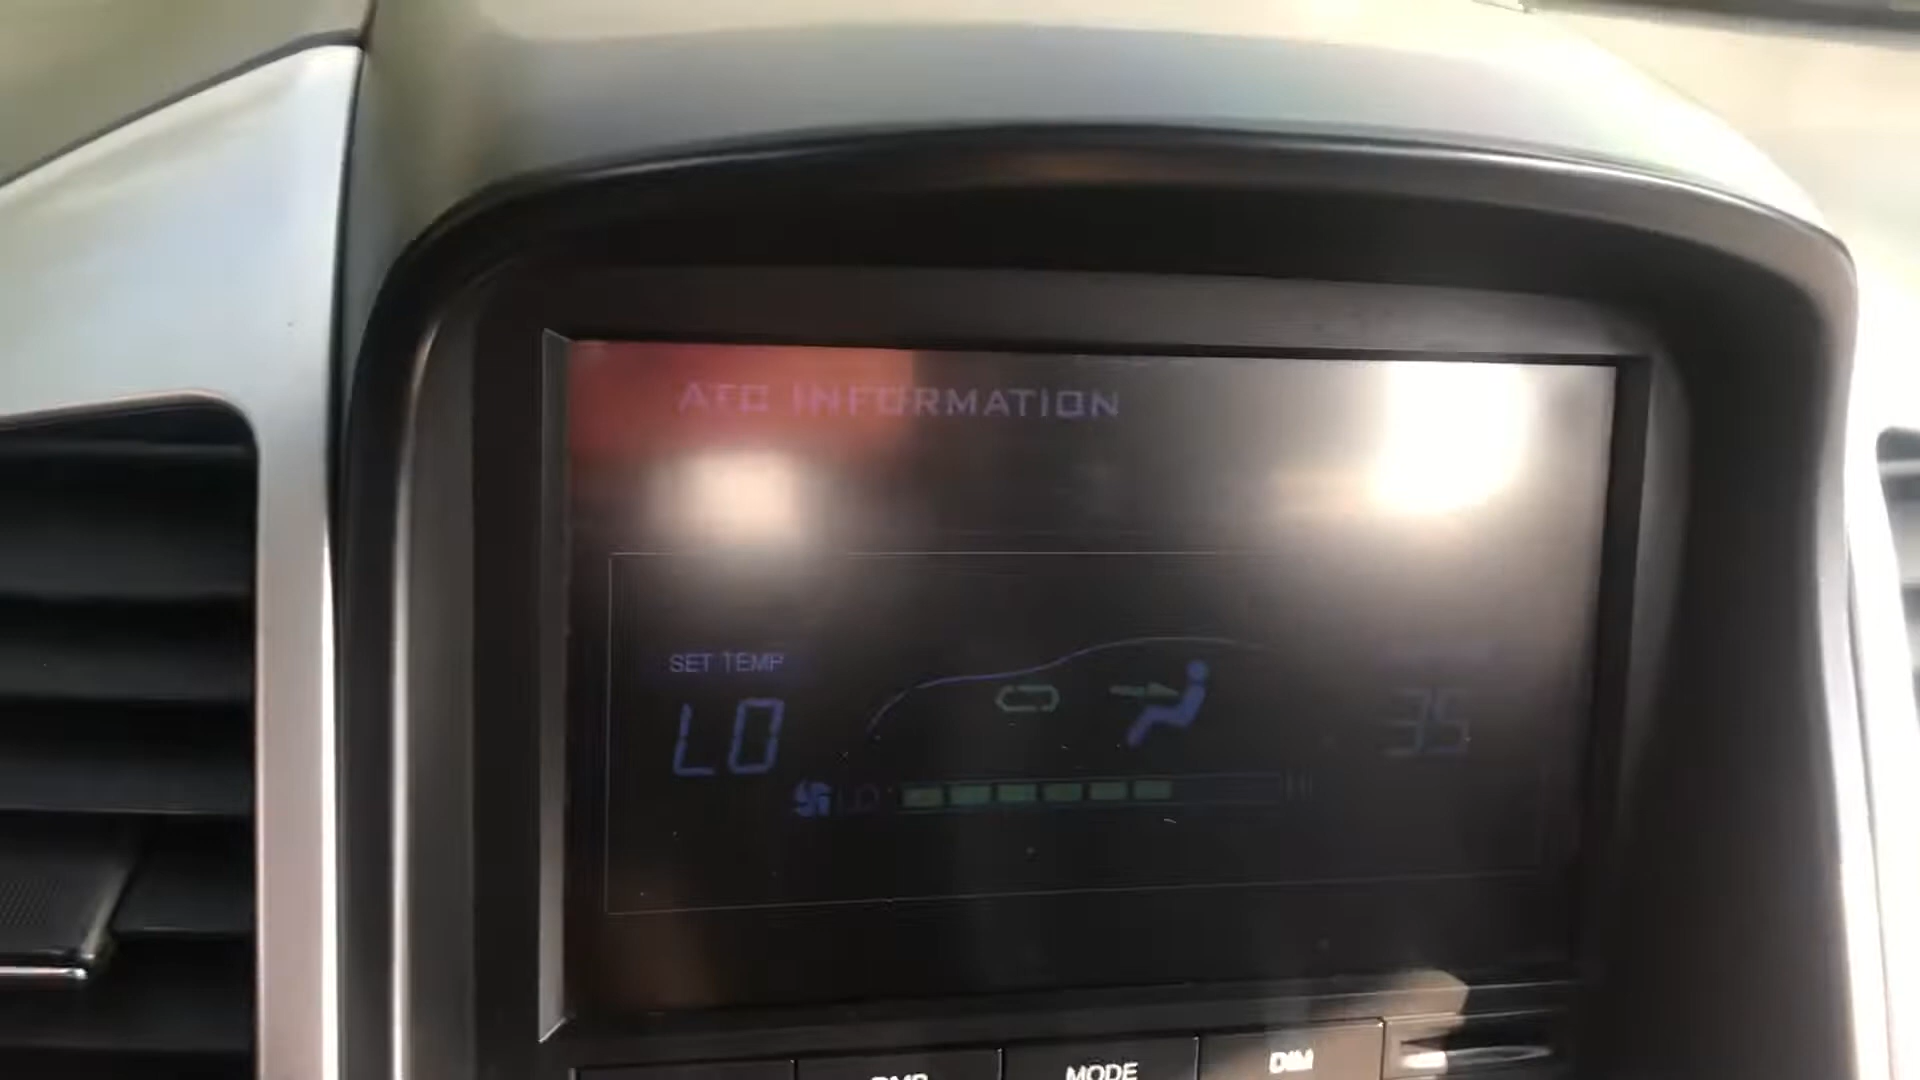 ATC INFORMATION
SET TEMP
LO
35
LO
MODE
DIM